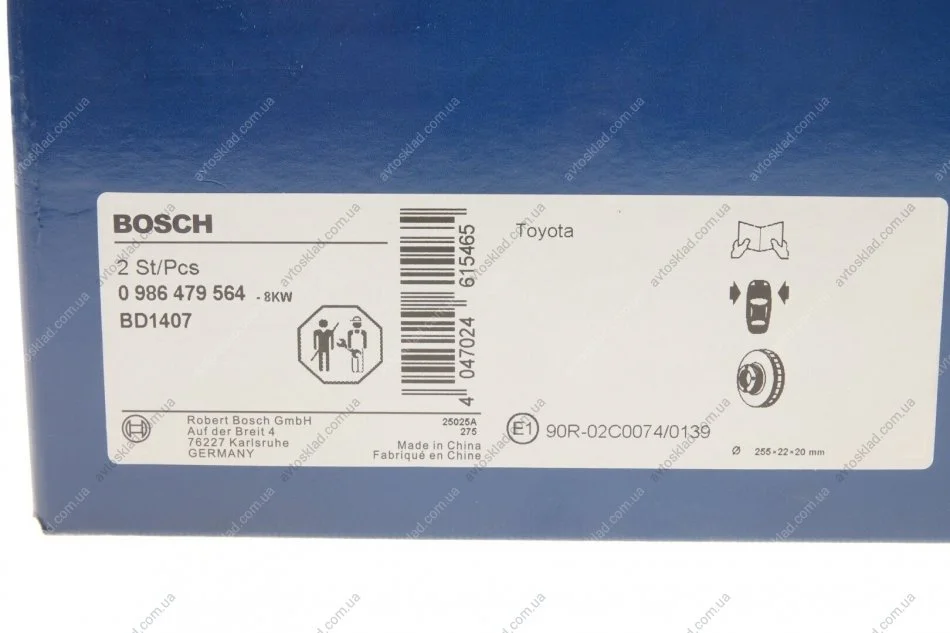 BOSCH
2 St/Pcs
0 986 479 564 - 8KW
BD1407
4 047024 615465
Toyota
Robert Bosch GmbH
Auf der Breit 4
76227 Karlsruhe
GERMANY
25025A
275
Made in China
Fabriqué en Chine
E1 90R-02C0074/0139
Ø 255×22×20 mm
avtosklad.com.ua